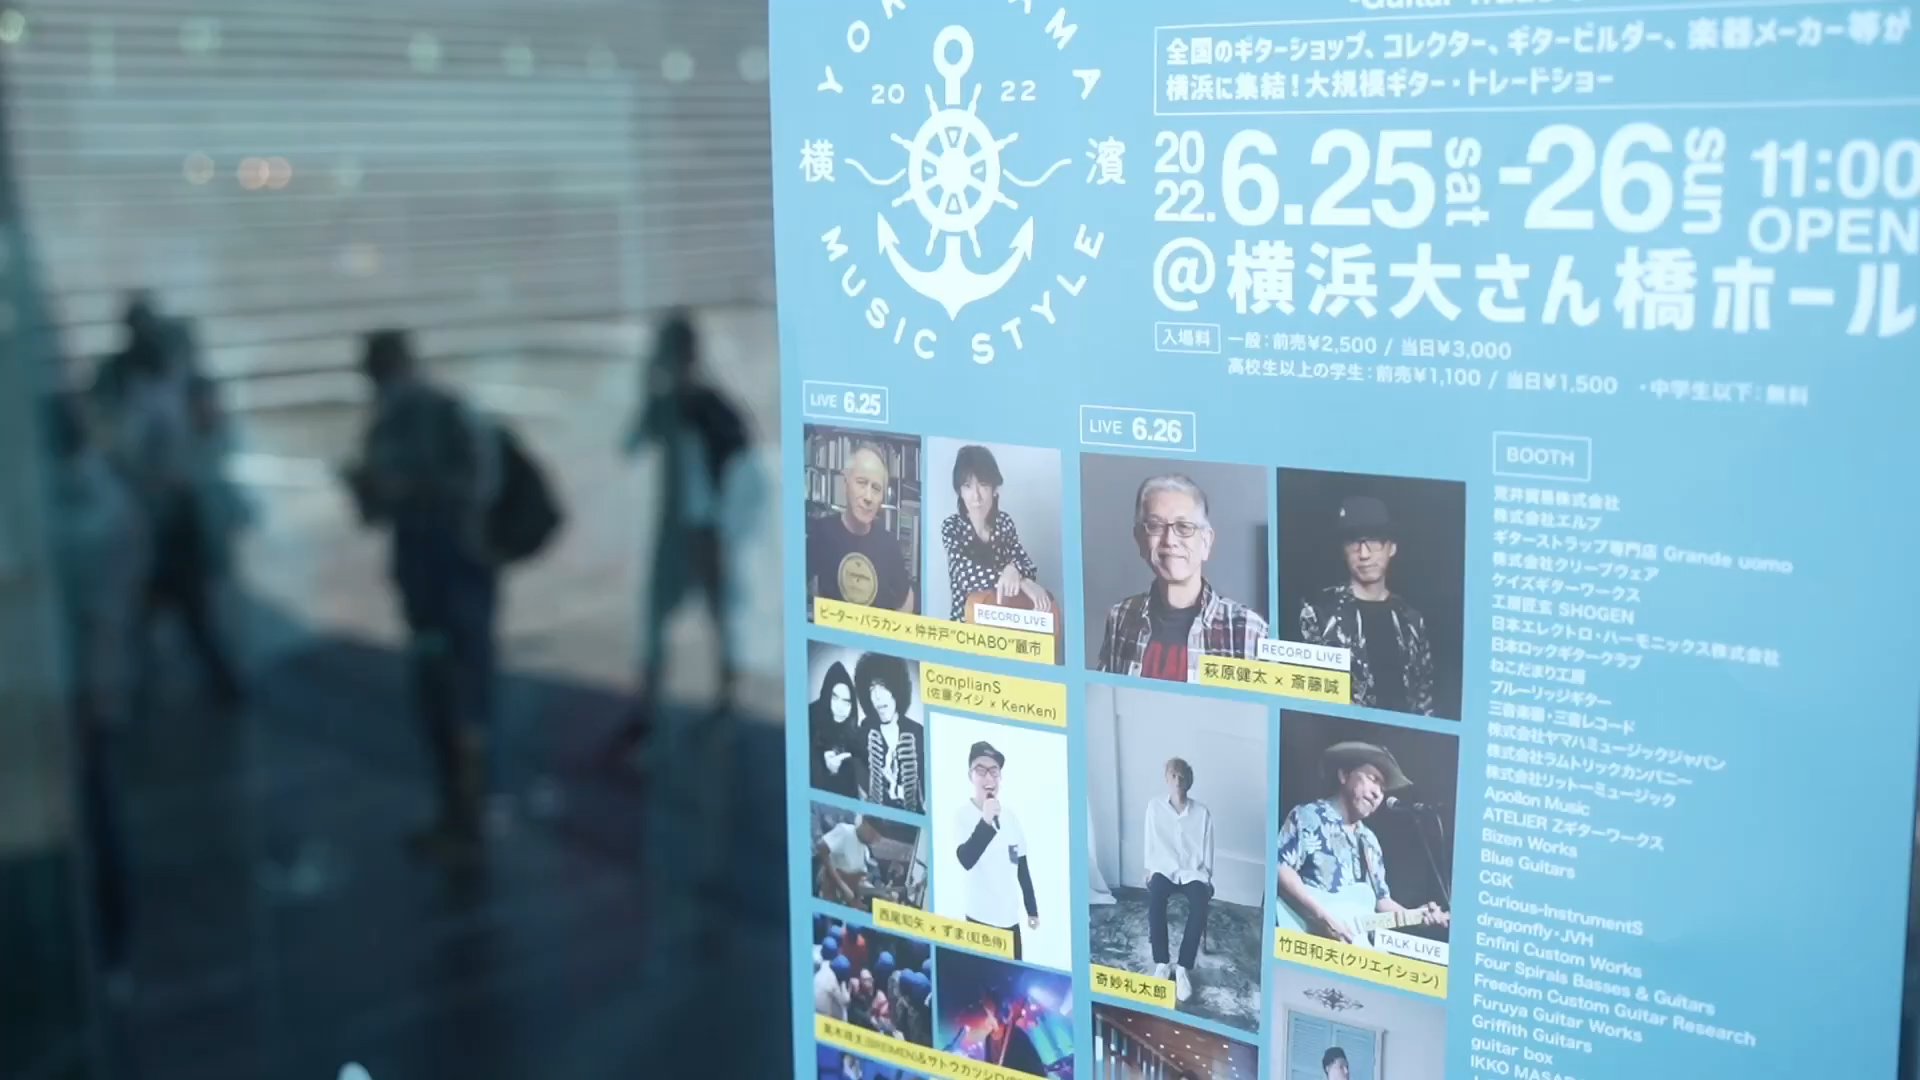 YOKOHAMA
20 22
横 濱
MUSIC STYLE
全国のギターショップ、コレクター、ギタービルダー、楽器メーカー等が
横浜に集結！大規模ギター・トレードショー
2022. 6.25 sat -26 sun 11:00 OPEN
@横浜大さん橋ホール
入場料 一般：前売¥2,500 / 当日¥3,000
高校生以上の学生：前売¥1,100 / 当日¥1,500 ・中学生以下：無料
LIVE 6.25
RECORD LIVE
ピーター・バラカン × 仲井戸"CHABO"麗市
ComplianS
(佐藤タイジ × KenKen)
西尾知矢 × ずま(虹色侍)
LIVE 6.26
RECORD LIVE
萩原健太 × 斎藤誠
奇妙礼太郎
TALK LIVE
竹田和夫(クリエイション)
BOOTH
荒井貿易株式会社
株式会社エルプ
ギターストラップ専門店 Grande uomo
株式会社クリープウェア
ケイズギターワークス
工房匠玄 SHOGEN
日本エレクトロ・ハーモニックス株式会社
日本ロックギタークラブ
ねこだまり工房
ブルーリッジギター
三音楽器・三音レコード
株式会社ヤマハミュージックジャパン
株式会社ラムトリックカンパニー
株式会社リットーミュージック
Apollon Music
ATELIER Zギターワークス
Bizen Works
Blue Guitars
CGK
Curious-InstrumentS
dragonfly・JVH
Enfini Custom Works
Four Spirals Basses & Guitars
Freedom Custom Guitar Research
Furuya Guitar Works
Griffith Guitars
guitar box
IKKO